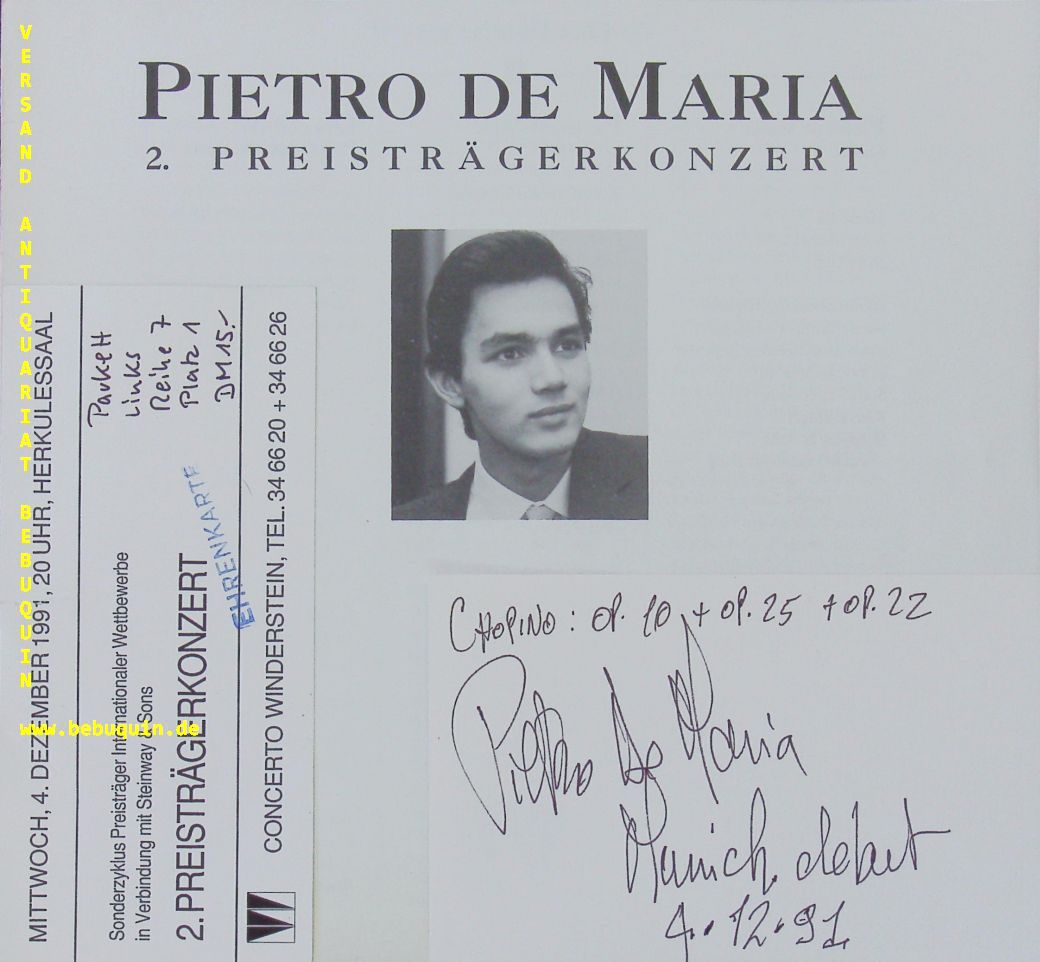 PIETRO DE MARIA
2. PREISTRÄGERKONZERT
VERSAND ANTIQUARIAT BEBUQUIN
www.bebuquin.de
MITTWOCH, 4. DEZEMBER 1991, 20 UHR, HERKULESSAAL
Parkett
Links
Reihe 7
Platz 1
DM 15.-
Sonderzyklus Preisträger Internationaler Wettbewerbe
in Verbindung mit Steinway & Sons
2. PREISTRÄGERKONZERT
EHRENKARTE
CONCERTO WINDERSTEIN, TEL. 34 66 20 + 34 66 26
CHOPINO: OP. 10 + OP. 25 + OP. 22
Pietro De Maria
Munich debut
4.12.91